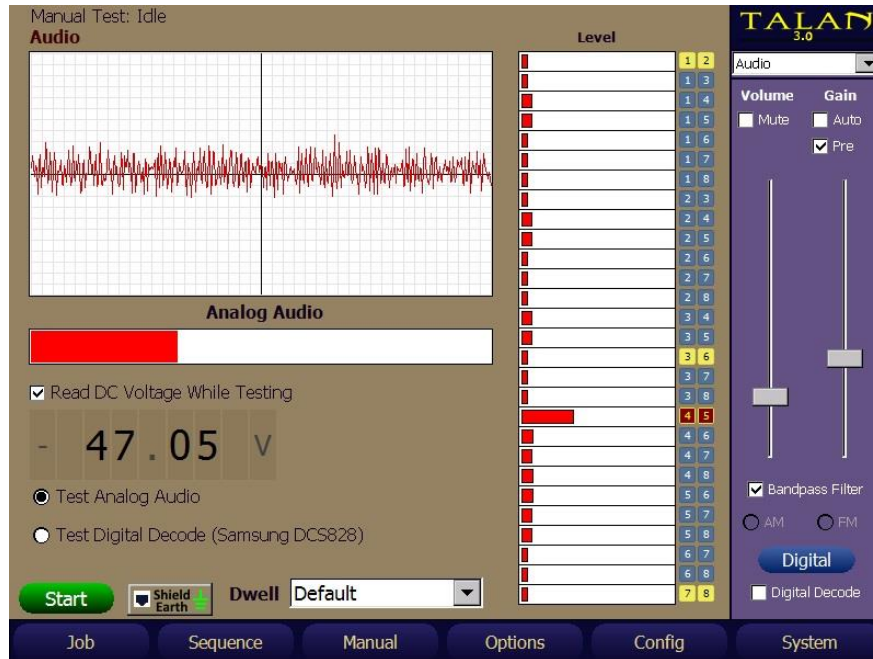 Manual Test: Idle
Audio
Level
TALAN
3.0
Audio
Volume Gain
Mute Auto
Pre
1 2
1 3
1 4
1 5
1 6
1 7
1 8
2 3
2 4
2 5
2 6
2 7
2 8
3 4
3 5
3 6
3 7
3 8
4 5
4 6
4 7
4 8
5 6
5 7
5 8
6 7
6 8
7 8
Analog Audio
Read DC Voltage While Testing
- 47.05 V
Test Analog Audio
Test Digital Decode (Samsung DCS828)
Start
Shield
Earth
Dwell Default
Bandpass Filter
AM FM
Digital
Digital Decode
Job Sequence Manual Options Config System